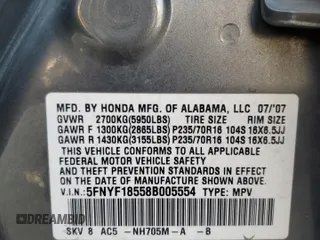 MFD. BY HONDA MFG. OF ALABAMA, LLC 07/'07
GVWR 2700KG(5950LBS) TIRE SIZE RIM SIZE
GAWR F 1300KG(2865LBS) P235/70R16 104S 16X6.5JJ
GAWR R 1430KG(3155LBS) P235/70R16 104S 16X6.5JJ
THIS VEHICLE CONFORMS TO ALL APPLICABLE
FEDERAL MOTOR VEHICLE SAFETY AND
THEFT PREVENTION STANDARDS IN EFFECT ON
THE DATE OF MANUFACTURE SHOWN ABOVE.
V.I.N.: 5FNYF18558B005554 TYPE: MPV
SKV 8 AC5 -NH705M- A -B
AUTOBIDMASTER